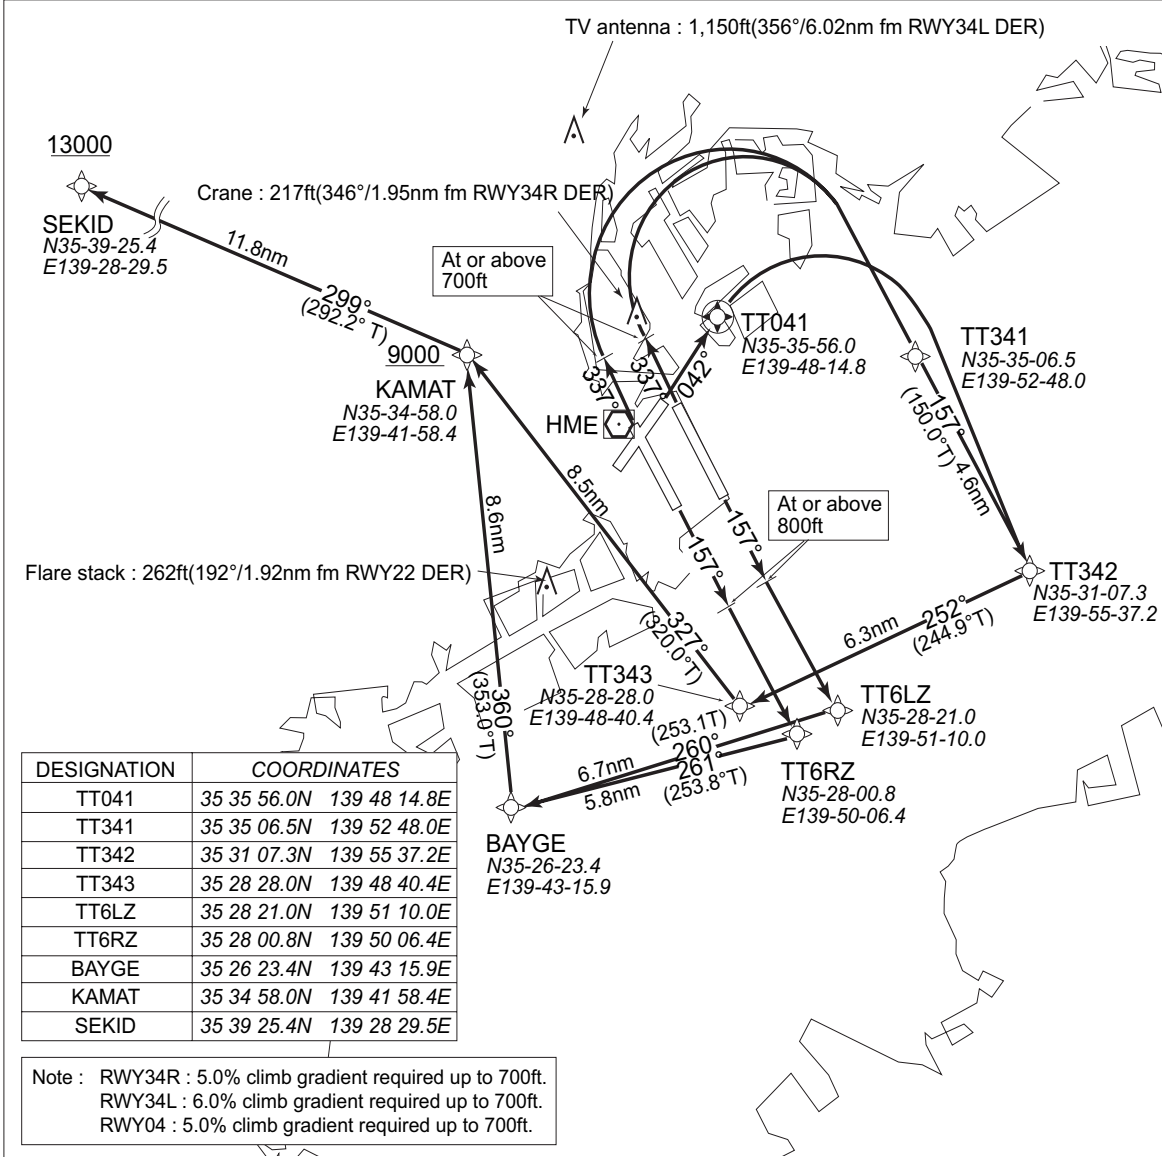 TV antenna : 1,150ft(356°/6.02nm fm RWY34L DER)
13000
SEKID
N35-39-25.4
E139-28-29.5
Crane : 217ft(346°/1.95nm fm RWY34R DER)
11.8nm
299°
(292.2° T)
At or above
700ft
9000
KAMAT
N35-34-58.0
E139-41-58.4
337°
337°
042°
HME
TT041
N35-35-56.0
E139-48-14.8
TT341
N35-35-06.5
E139-52-48.0
157°
(150.0°T)
4.6nm
8.6nm
8.5nm
At or above
800ft
157°
157°
Flare stack : 262ft(192°/1.92nm fm RWY22 DER)
TT342
N35-31-07.3
E139-55-37.2
252°
(244.9°T)
6.3nm
327°
(320.0°T)
TT343
N35-28-28.0
E139-48-40.4
360°
(353.0°T)
TT6LZ
N35-28-21.0
E139-51-10.0
(253.1T)
260°
6.7nm
261°
(253.8°T)
5.8nm
TT6RZ
N35-28-00.8
E139-50-06.4
BAYGE
N35-26-23.4
E139-43-15.9
DESIGNATION COORDINATES
TT041 35 35 56.0N 139 48 14.8E
TT341 35 35 06.5N 139 52 48.0E
TT342 35 31 07.3N 139 55 37.2E
TT343 35 28 28.0N 139 48 40.4E
TT6LZ 35 28 21.0N 139 51 10.0E
TT6RZ 35 28 00.8N 139 50 06.4E
BAYGE 35 26 23.4N 139 43 15.9E
KAMAT 35 34 58.0N 139 41 58.4E
SEKID 35 39 25.4N 139 28 29.5E
Note : RWY34R : 5.0% climb gradient required up to 700ft.
RWY34L : 6.0% climb gradient required up to 700ft.
RWY04 : 5.0% climb gradient required up to 700ft.